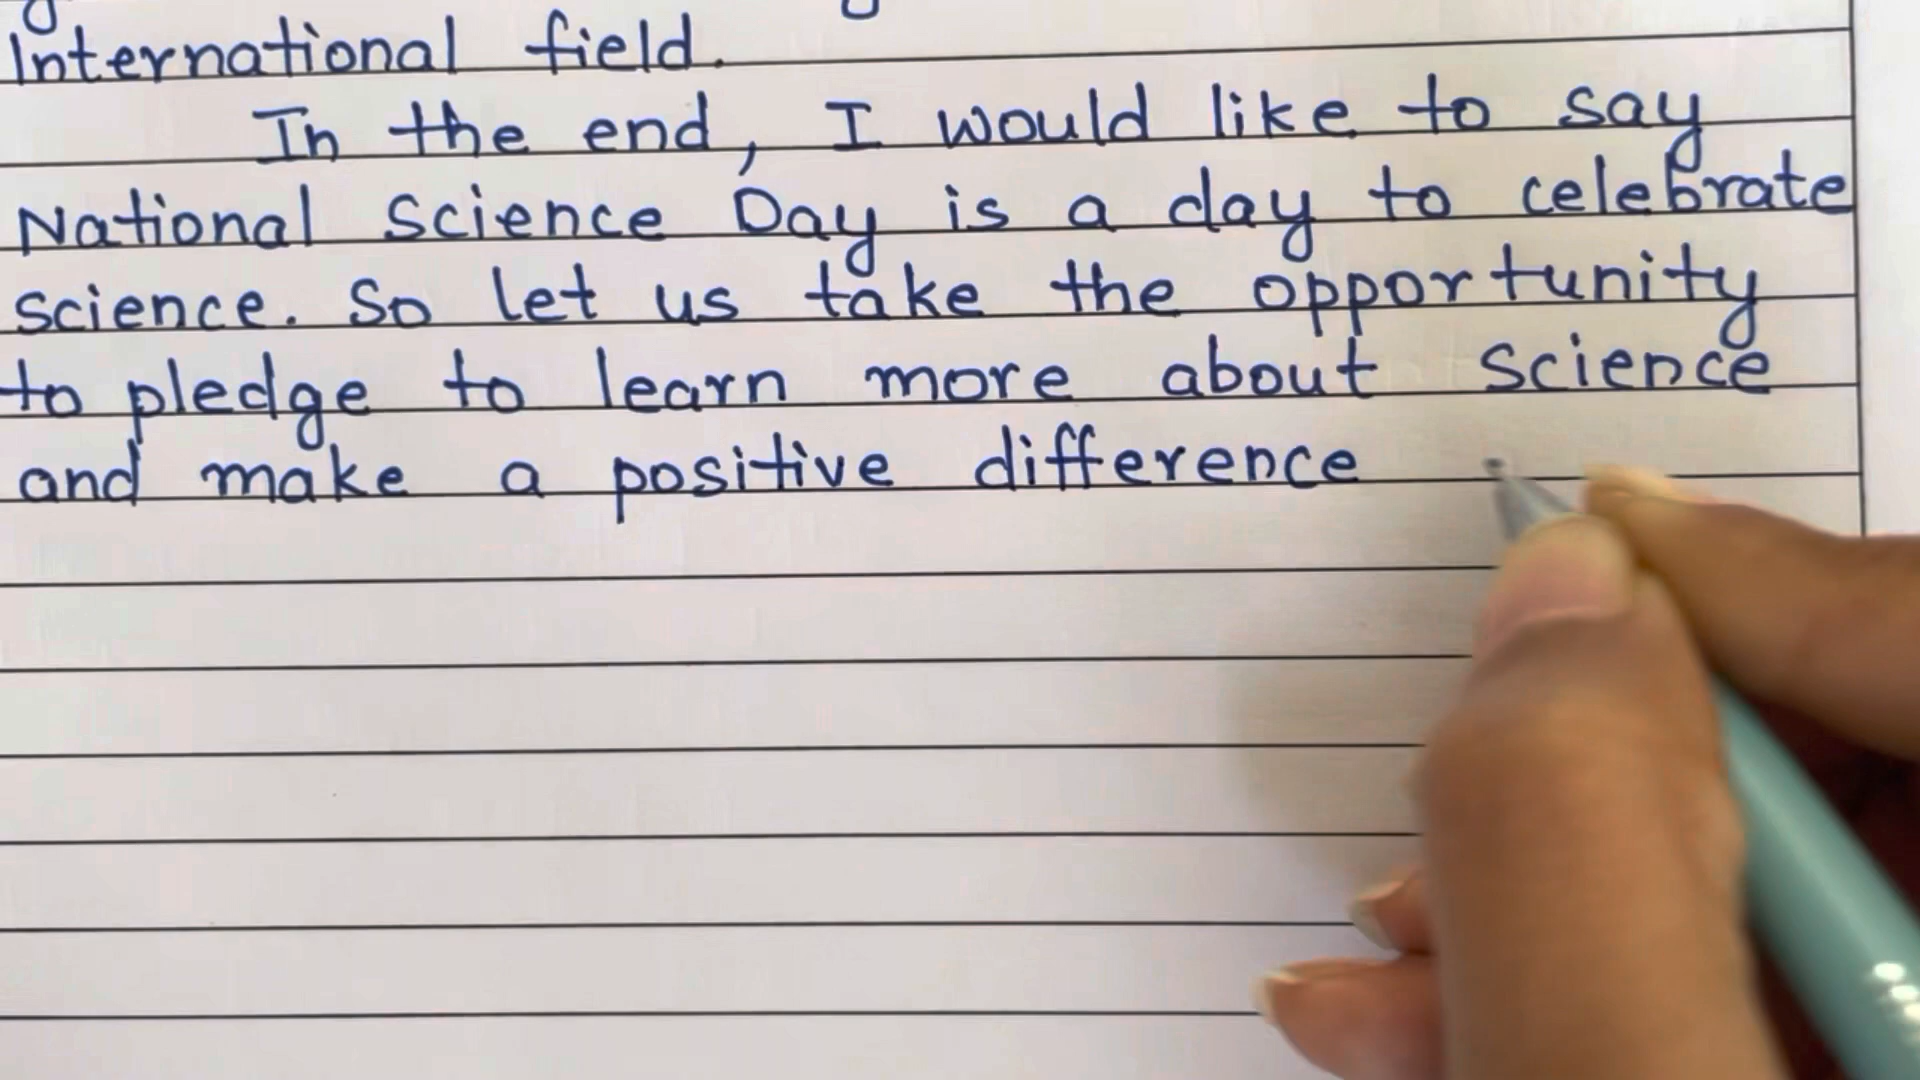 International field.
In the end, I would like to say
National Science Day is a day to celebrate
science. So let us take the opportunity
to pledge to learn more about Science
and make a positive difference